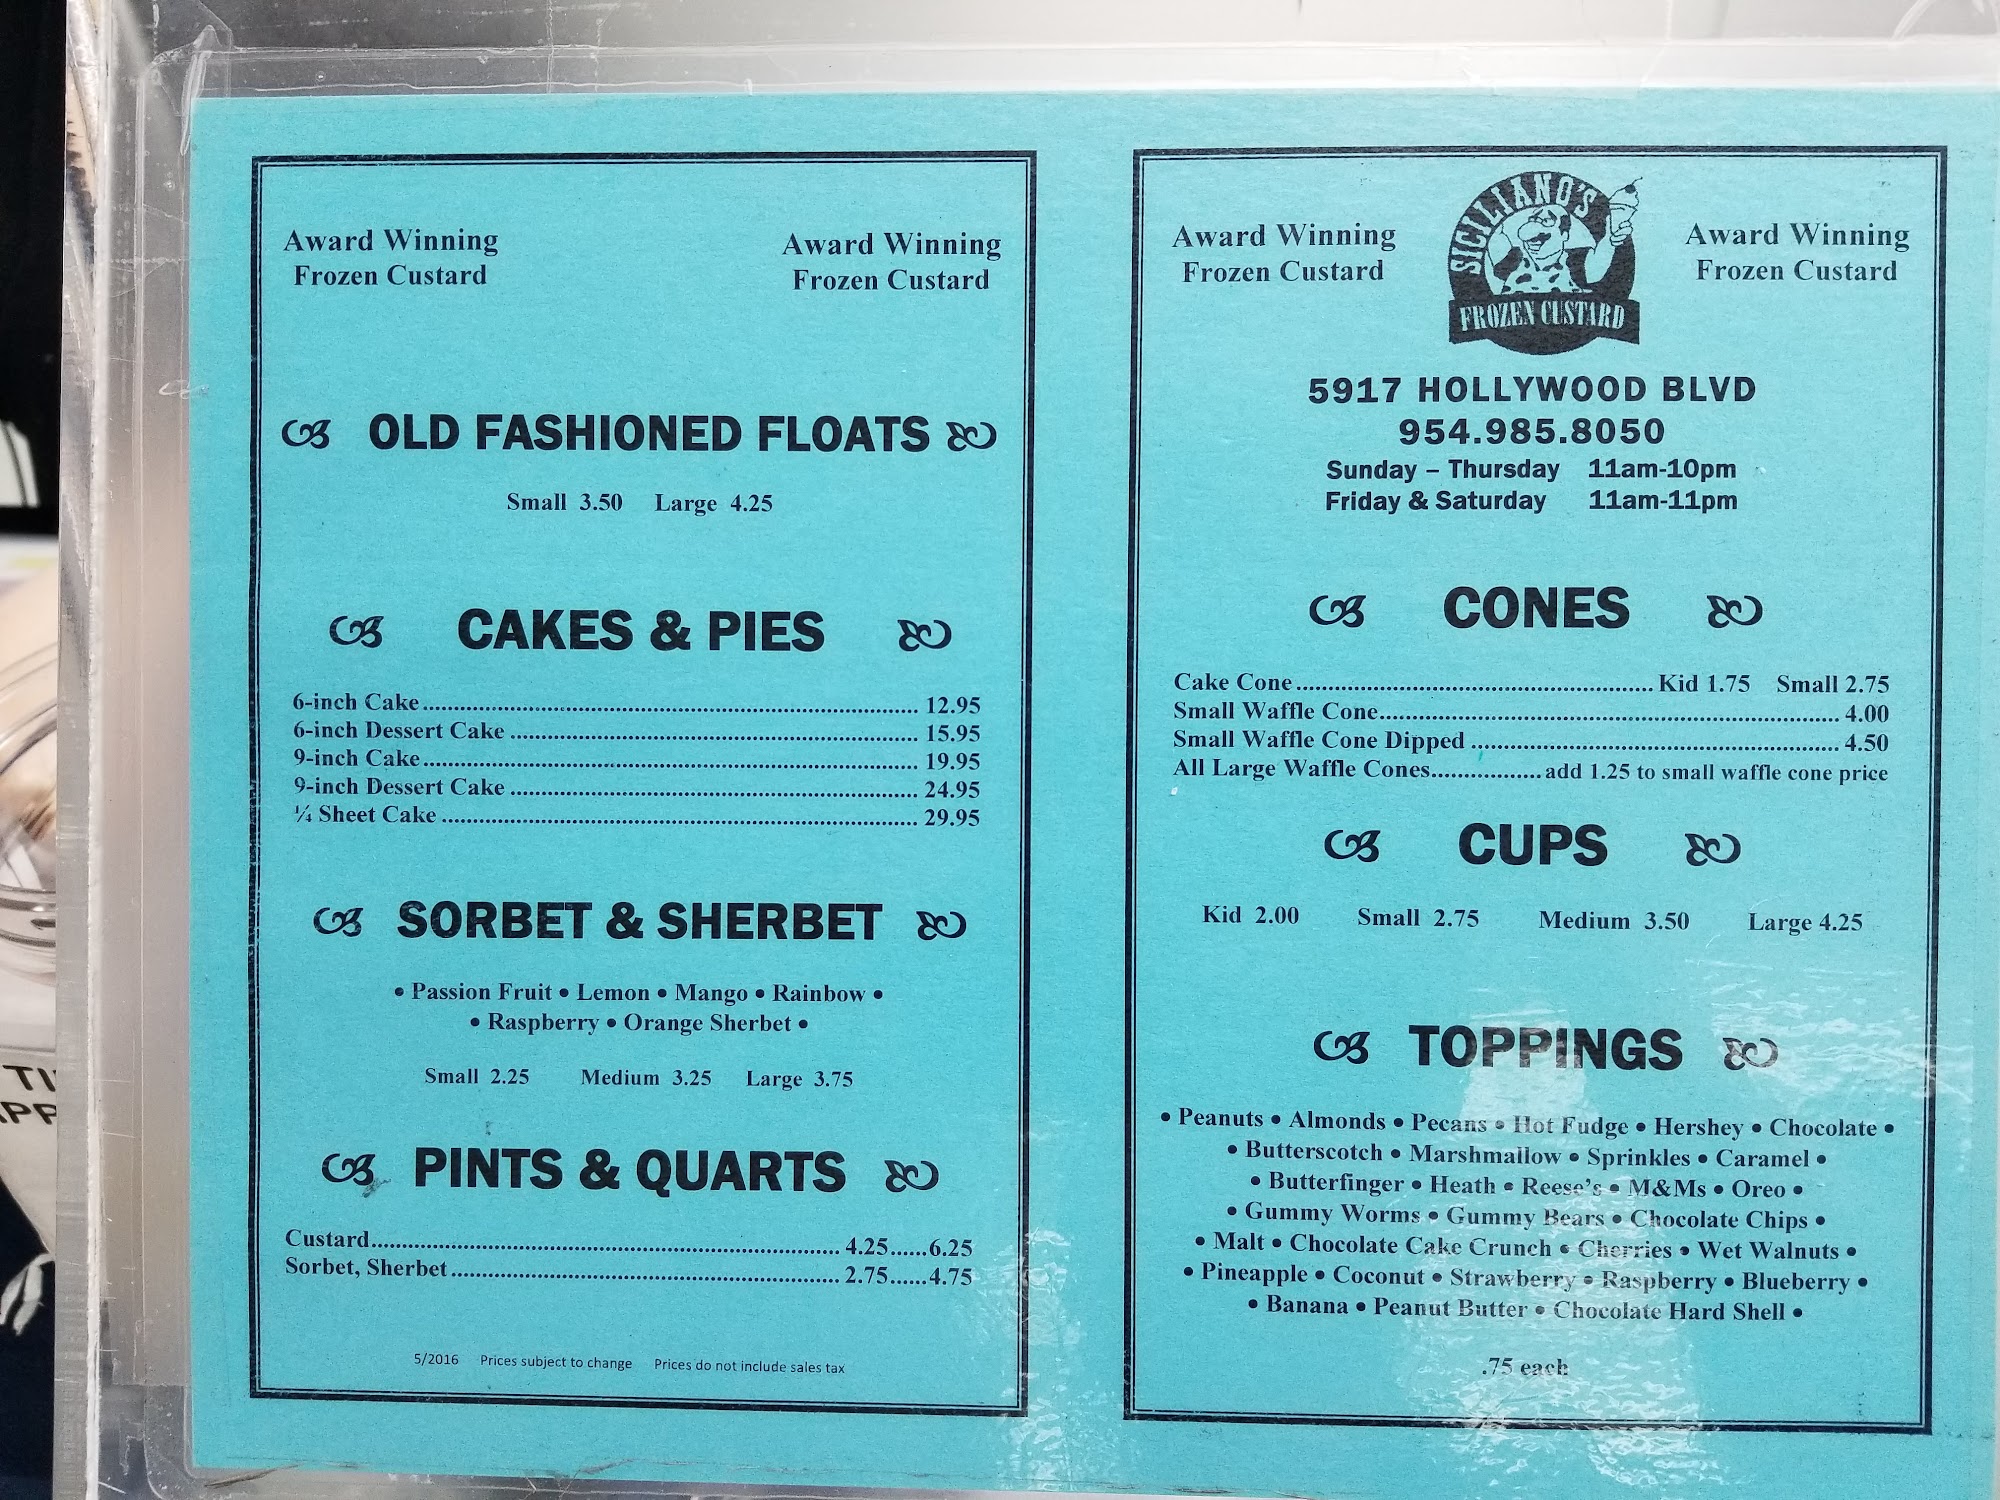 Award Winning
Frozen Custard
Award Winning
Frozen Custard
OLD FASHIONED FLOATS
Small 3.50 Large 4.25
CAKES & PIES
6-inch Cake 12.95
6-inch Dessert Cake 15.95
9-inch Cake 19.95
9-inch Dessert Cake 24.95
¼ Sheet Cake 29.95
SORBET & SHERBET
• Passion Fruit • Lemon • Mango • Rainbow •
• Raspberry • Orange Sherbet •
Small 2.25 Medium 3.25 Large 3.75
PINTS & QUARTS
Custard 4.25......6.25
Sorbet, Sherbet 2.75......4.75
5/2016 Prices subject to change Prices do not include sales tax
Award Winning
Frozen Custard
SICILIANO'S
FROZEN CUSTARD
Award Winning
Frozen Custard
5917 HOLLYWOOD BLVD
954.985.8050
Sunday – Thursday 11am-10pm
Friday & Saturday 11am-11pm
CONES
Cake Cone Kid 1.75 Small 2.75
Small Waffle Cone 4.00
Small Waffle Cone Dipped 4.50
All Large Waffle Cones add 1.25 to small waffle cone price
CUPS
Kid 2.00 Small 2.75 Medium 3.50 Large 4.25
TOPPINGS
• Peanuts • Almonds • Pecans • Hot Fudge • Hershey • Chocolate •
• Butterscotch • Marshmallow • Sprinkles • Caramel •
• Butterfinger • Heath • Reese's • M&Ms • Oreo •
• Gummy Worms • Gummy Bears • Chocolate Chips •
• Malt • Chocolate Cake Crunch • Cherries • Wet Walnuts •
• Pineapple • Coconut • Strawberry • Raspberry • Blueberry •
• Banana • Peanut Butter • Chocolate Hard Shell •
.75 each